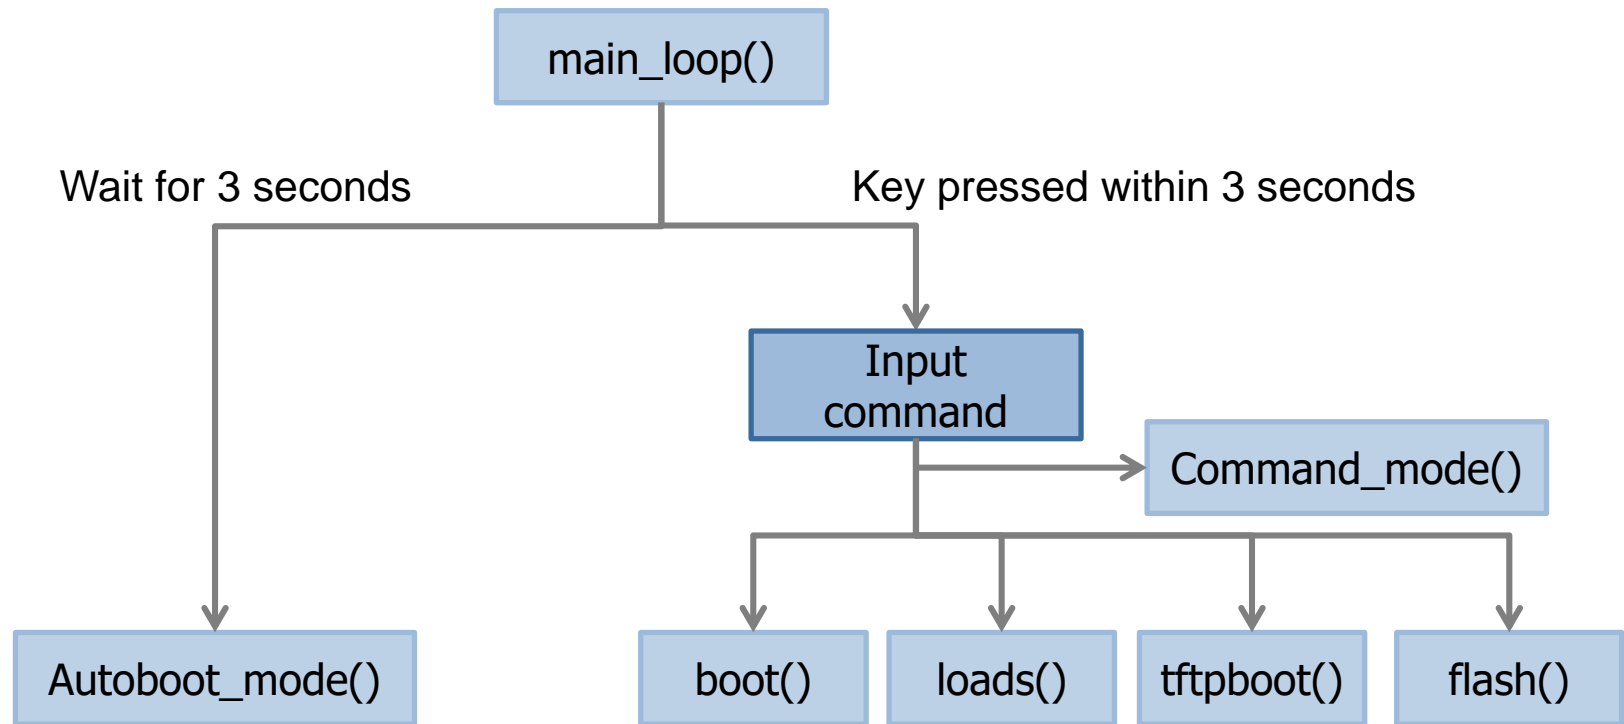 main_loop()
Wait for 3 seconds
Key pressed within 3 seconds
Input
command
Command_mode()
Autoboot_mode()
boot()
loads()
tftpboot()
flash()